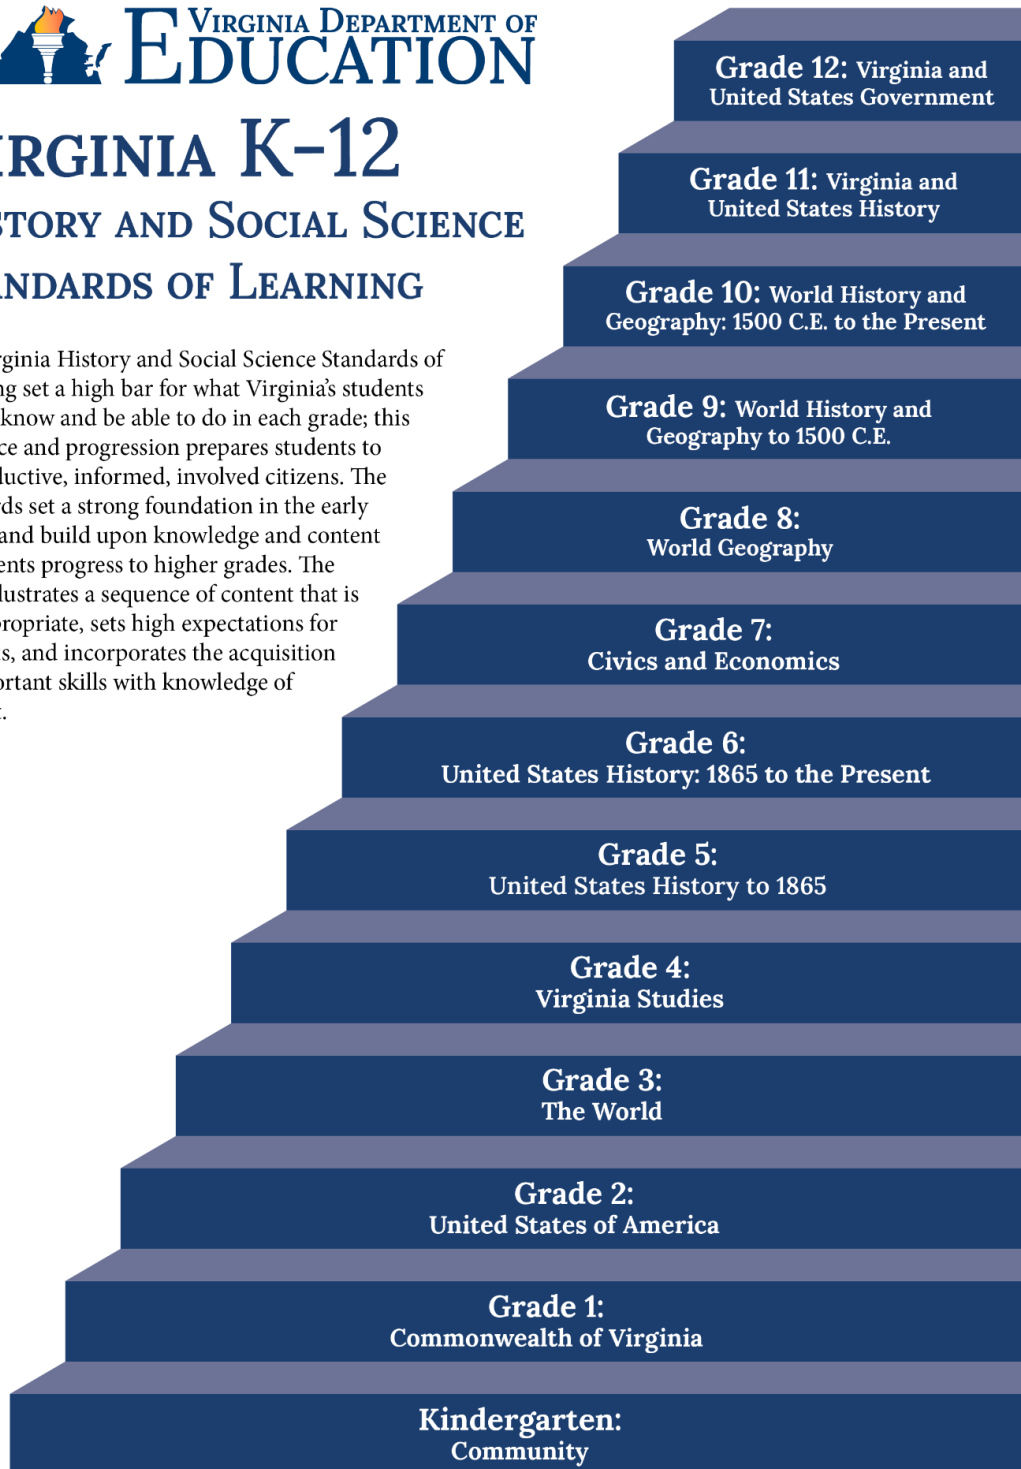 VIRGINIA DEPARTMENT OF
EDUCATION
IRGINIA K-12
STORY AND SOCIAL SCIENCE
ANDARDS OF LEARNING
rginia History and Social Science Standards of
ng set a high bar for what Virginia's students
know and be able to do in each grade; this
ce and progression prepares students to
ductive, informed, involved citizens. The
rds set a strong foundation in the early
and build upon knowledge and content
ents progress to higher grades. The
lustrates a sequence of content that is
propriate, sets high expectations for
s, and incorporates the acquisition
ortant skills with knowledge of
.
Grade 12: Virginia and
United States Government
Grade 11: Virginia and
United States History
Grade 10: World History and
Geography: 1500 C.E. to the Present
Grade 9: World History and
Geography to 1500 C.E.
Grade 8:
World Geography
Grade 7:
Civics and Economics
Grade 6:
United States History: 1865 to the Present
Grade 5:
United States History to 1865
Grade 4:
Virginia Studies
Grade 3:
The World
Grade 2:
United States of America
Grade 1:
Commonwealth of Virginia
Kindergarten:
Community